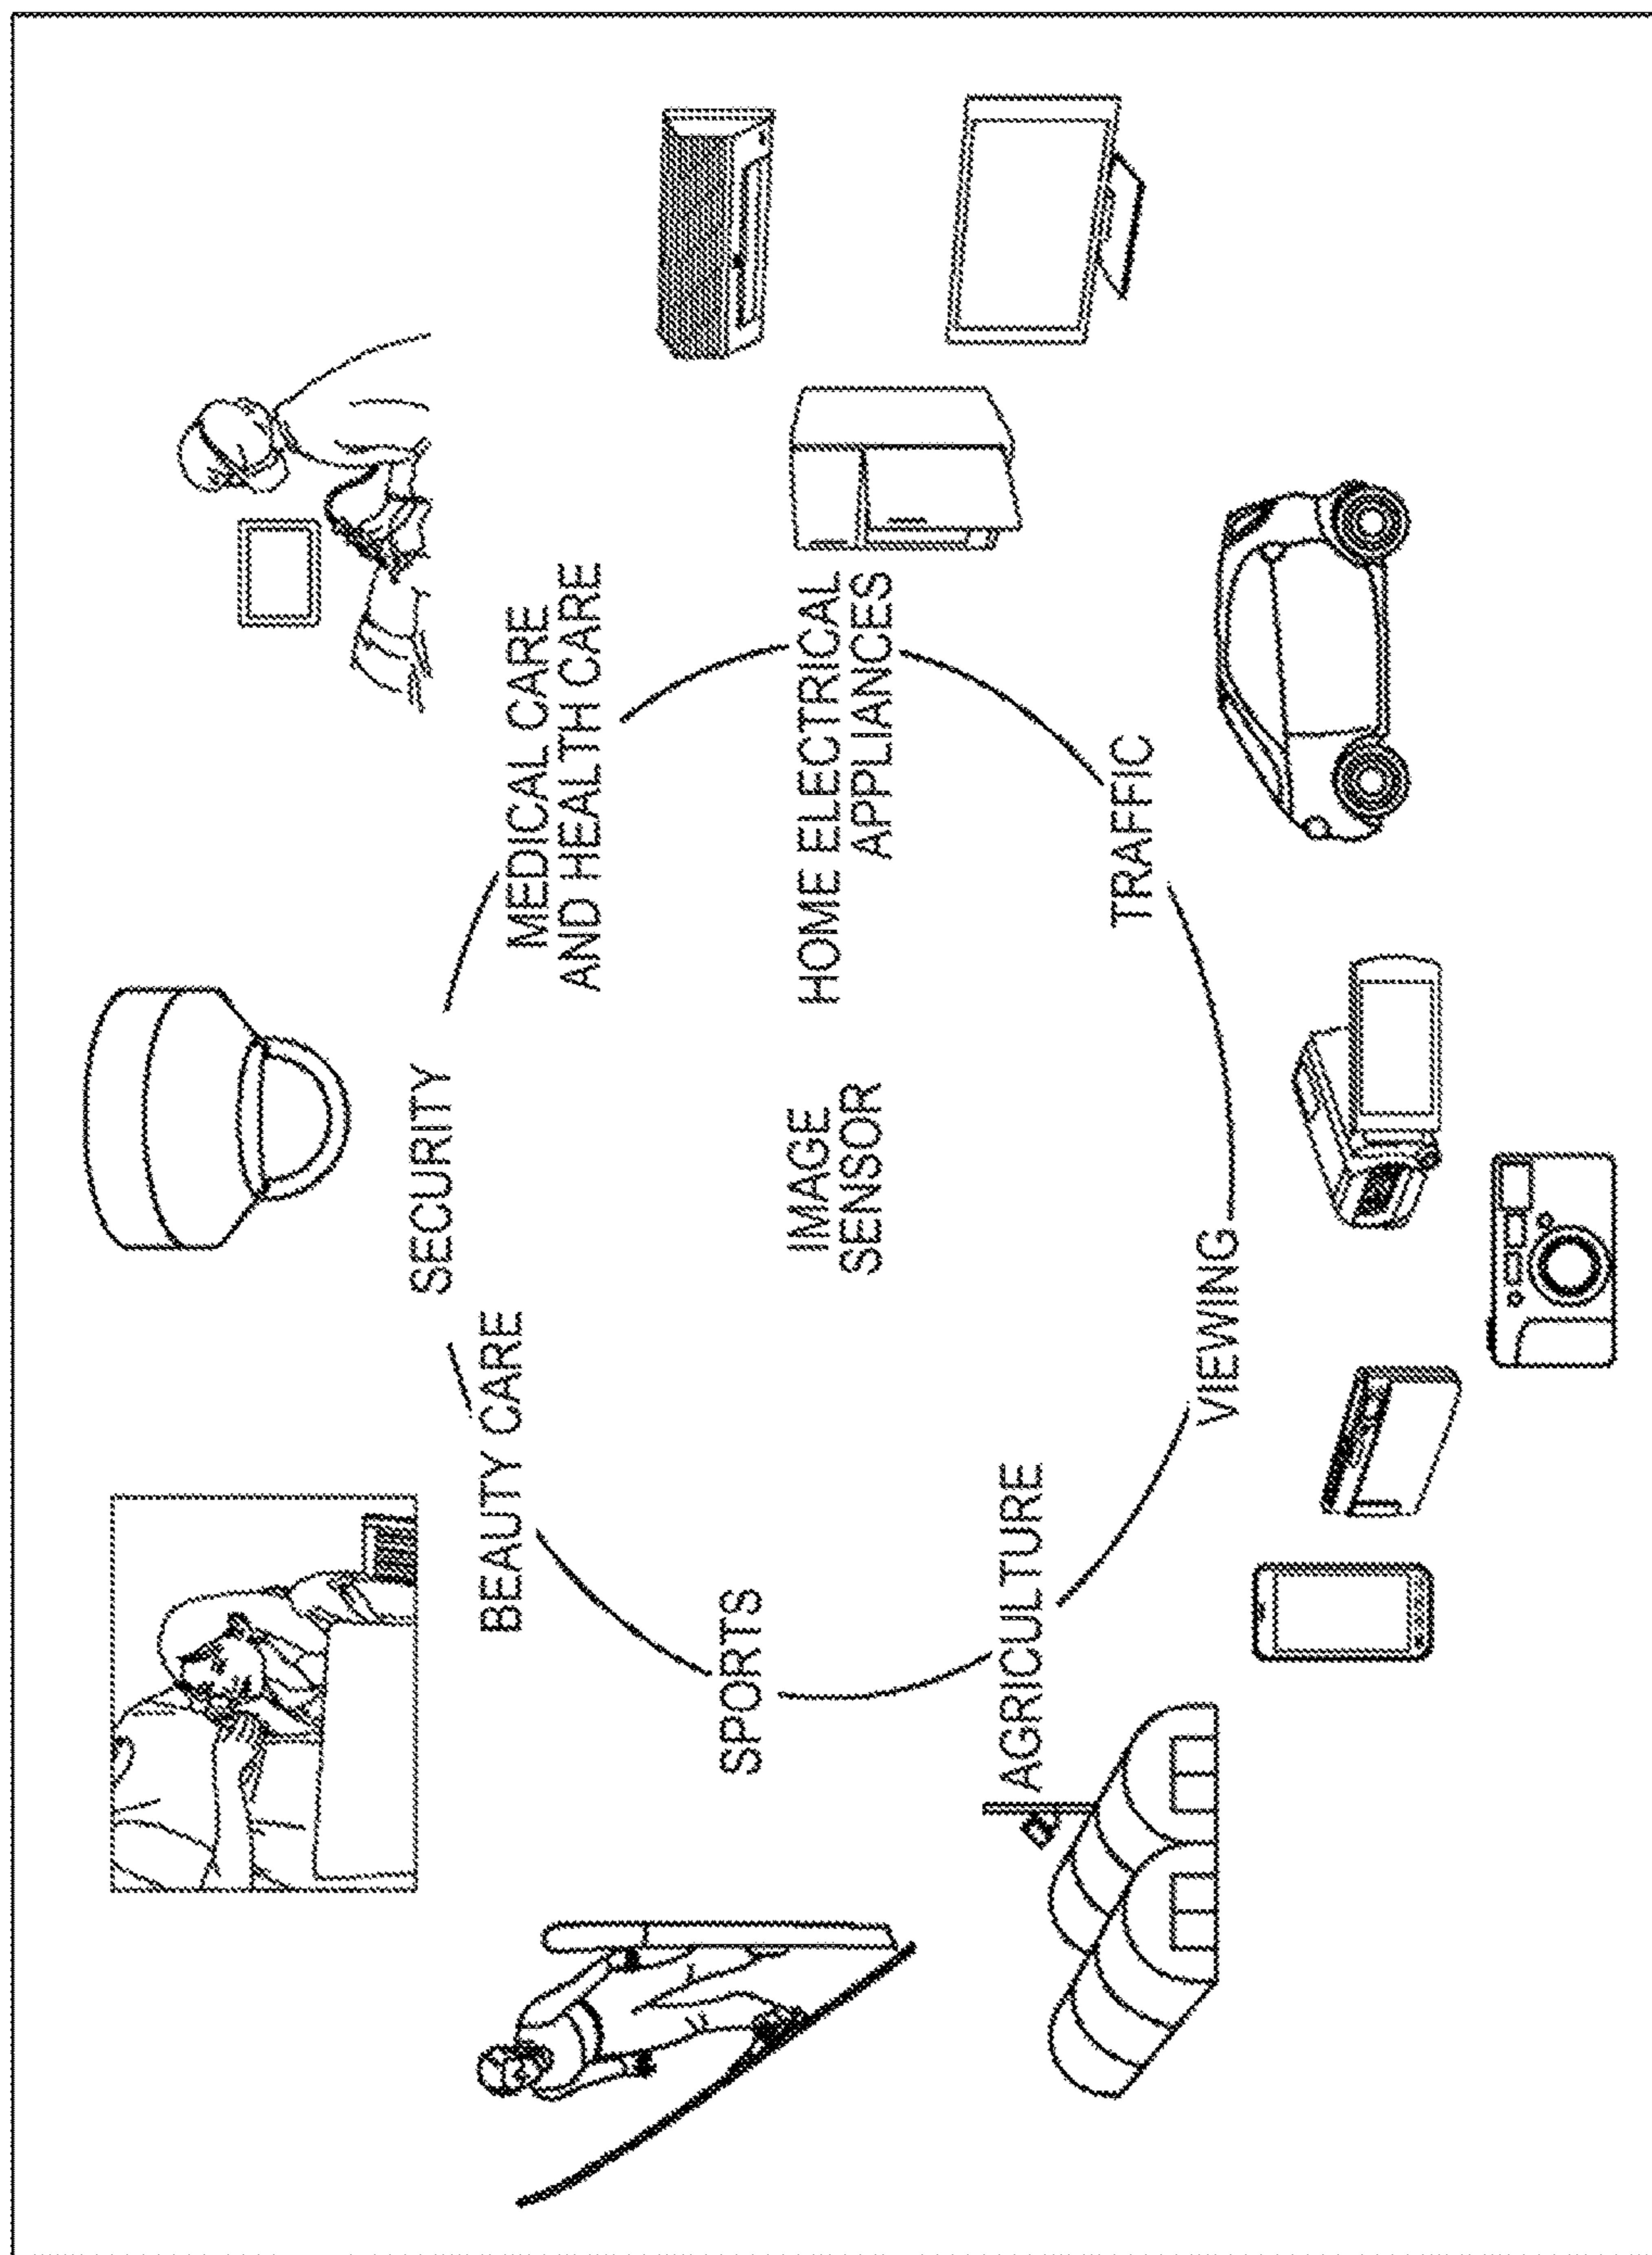 SECURITY
BEAUTY CARE
MEDICAL CARE
AND HEALTH CARE
SPORTS
IMAGE
SENSOR
HOME ELECTRICAL
APPLIANCES
AGRICULTURE
TRAFFIC
VIEWING